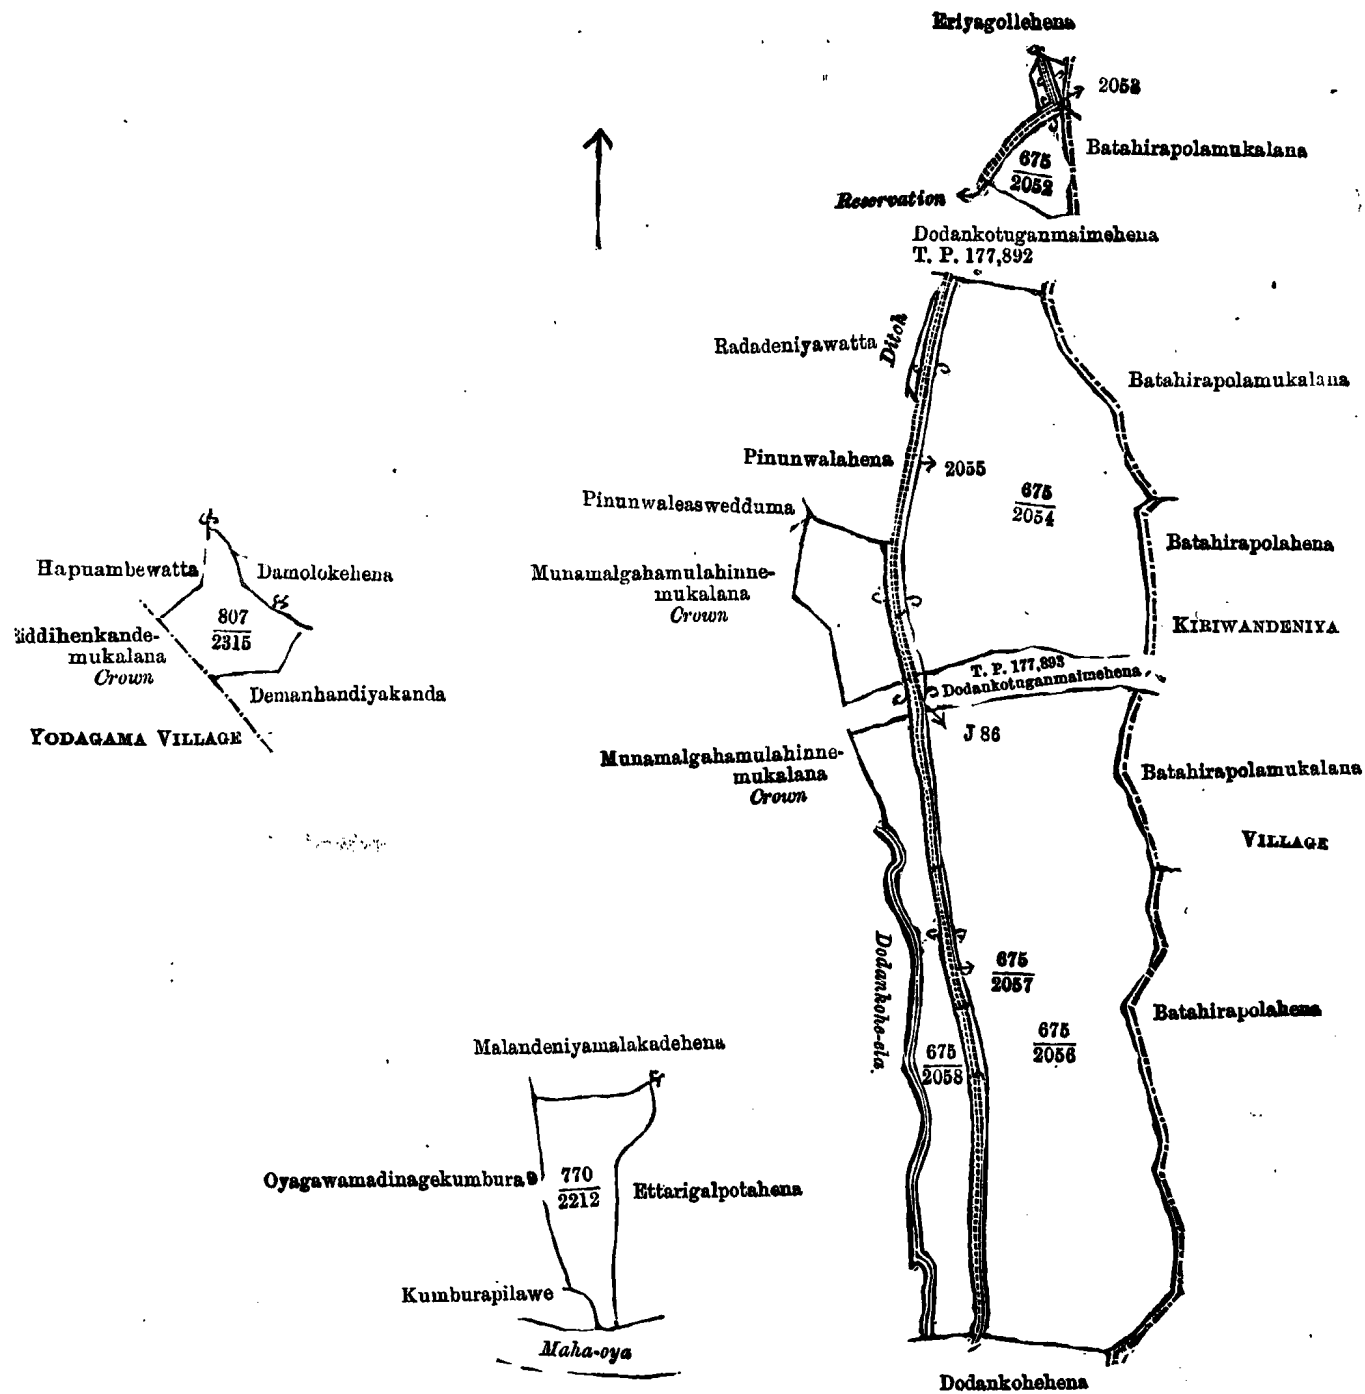 Eriyagollehena
2053
Batahirapolamukalana
675
2052
Reservation
Dodankotuganmaimehena
T. P. 177,892
Radadeniyawatta
Ditch
Batahirapolamukalana
Pinunwalahena
2055
675
2054
Pinunwaleaswedduma
Batahirapolahena
Munamalgahamulahinne-
mukalana
Crown
KIRIWANDENIYA
T. P. 177,893
Dodankotuganmaimehena
J 86
Hapuambewatta
Damolokehena
807
2315
mukalana
Crown
Demanhandiyakanda
YODAGAMA VILLAGE
Munamalgahamulahinne-
mukalana
Crown
Batahirapolamukalana
VILLAGE
Dodankohe-ela
675
2057
Batahirapolahena
675
2056
675
2058
Malandeniyamalakadehena
Oyagawamadinagekumbura
770
2212
Ettarigalpotahena
Kumburapilawe
Maha-oya
Dodankohehena